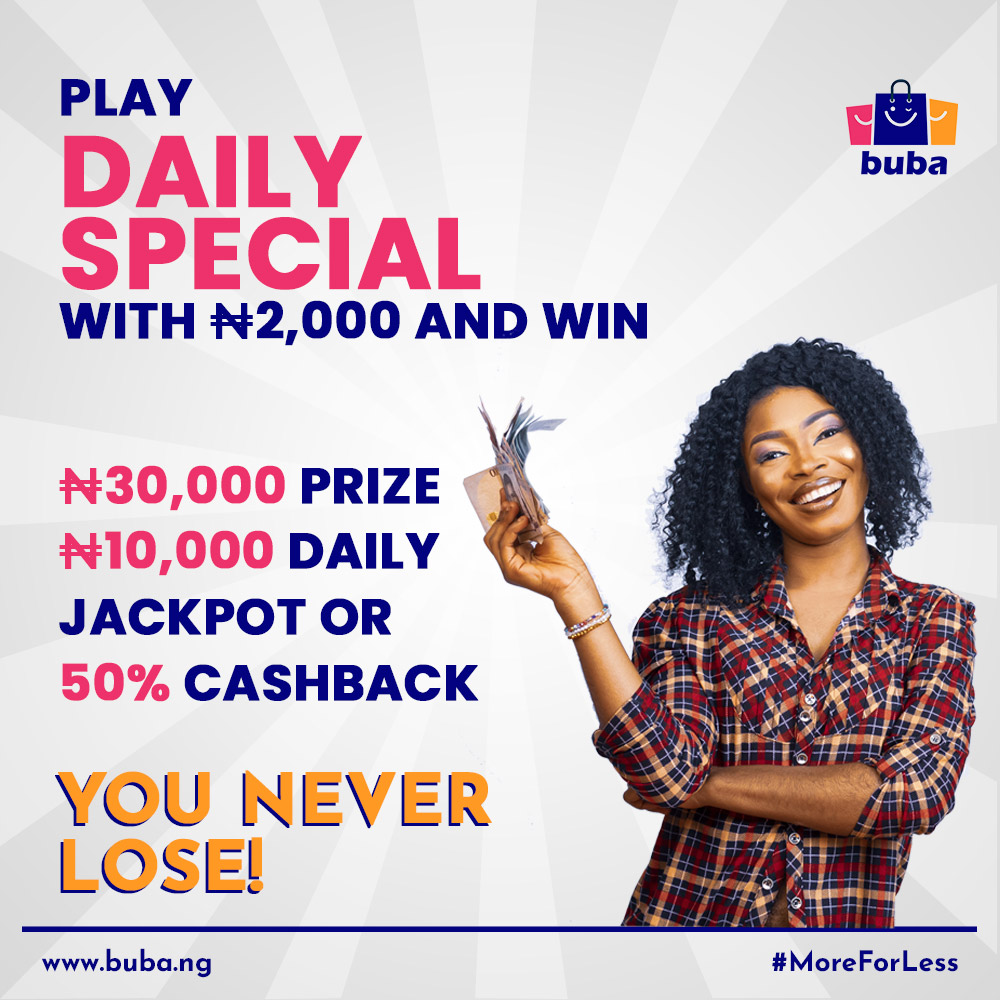 PLAY
DAILY
SPECIAL
WITH ₦2,000 AND WIN
buba
₦30,000 PRIZE
₦10,000 DAILY
JACKPOT OR
50% CASHBACK
YOU NEVER
LOSE!
www.buba.ng
#MoreForLess